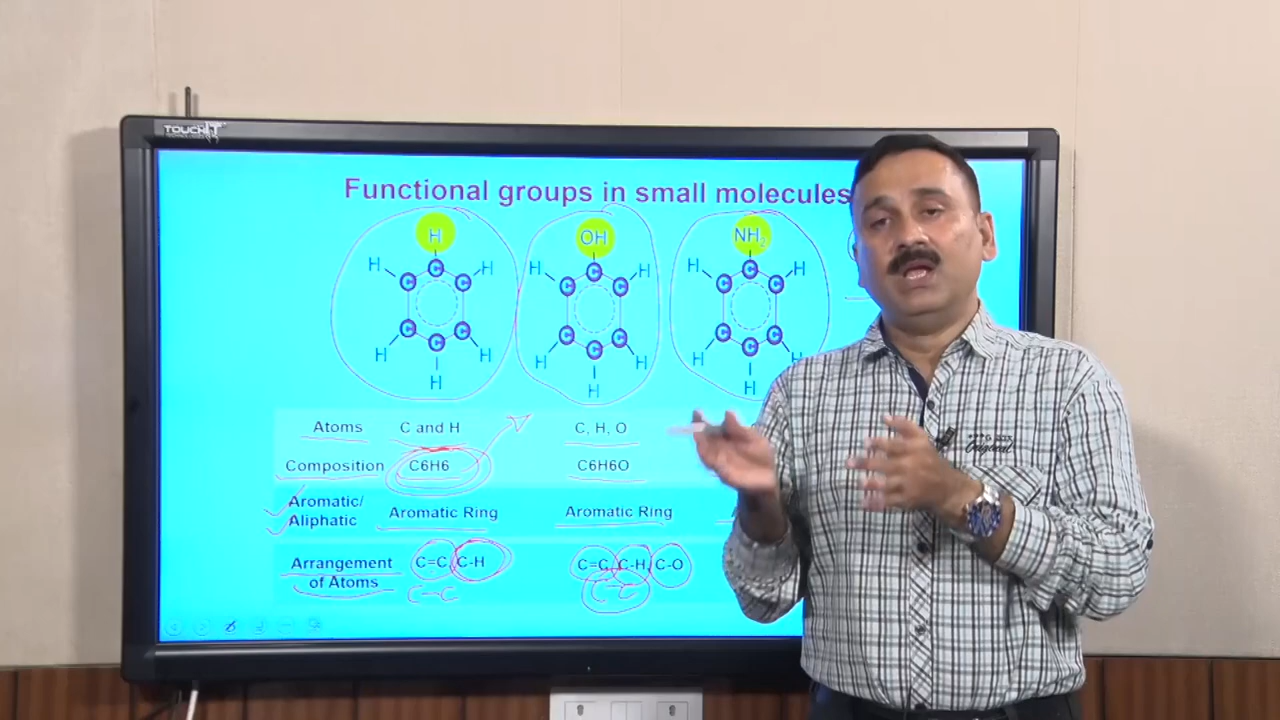 TOUCHIT
Functional groups in small molecules
H OH NH2
H H H H H H
C C C
C C C C C C
C C C C C C
C C C
H H H H H H
H H H
Atoms C and H C, H, O
Composition C6H6 C6H6O
Aromatic/
Aliphatic Aromatic Ring Aromatic Ring
Arrangement
of Atoms C=C, C-H C=C, C-H, C-O
C-C C-C
Original